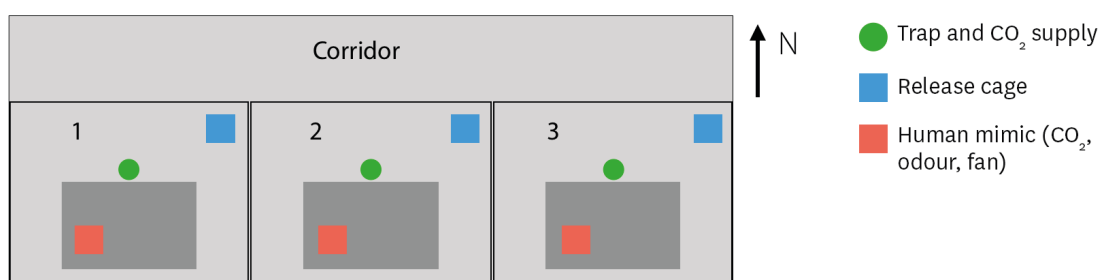 Corridor
N
1
2
3
Trap and CO₂ supply
Release cage
Human mimic (CO₂,
odour, fan)